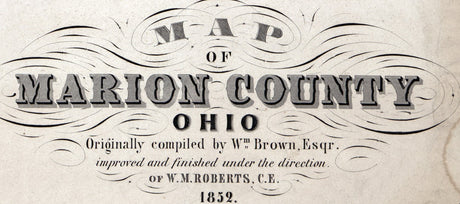 MAP
OF
MARION COUNTY
OHIO
Originally compiled by Wm Brown, Esqr.
improved and finished under the direction.
OF W.M. ROBERTS, C.E.
1852.